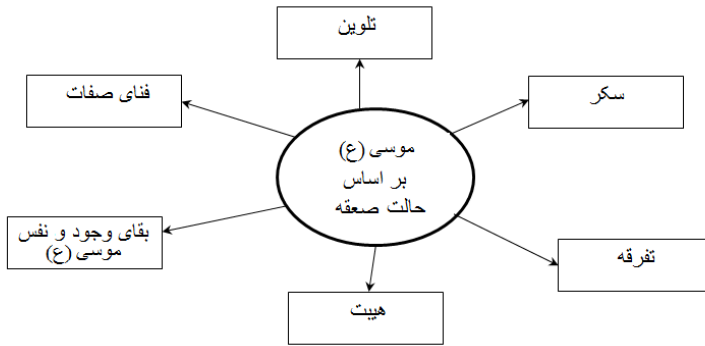 تلوین
سکر
فنای صفات
موسی (ع)
بر اساس
حالت صعقه
تفرقه
بقای وجود و نفس
موسی (ع)
هیبت